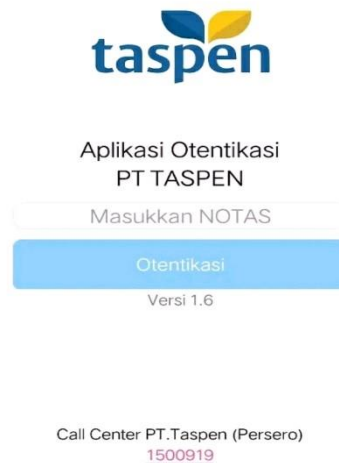 taspen
Aplikasi Otentikasi
PT TASPEN
Masukkan NOTAS
Otentikasi
Versi 1.6
Call Center PT.Taspen (Persero)
1500919